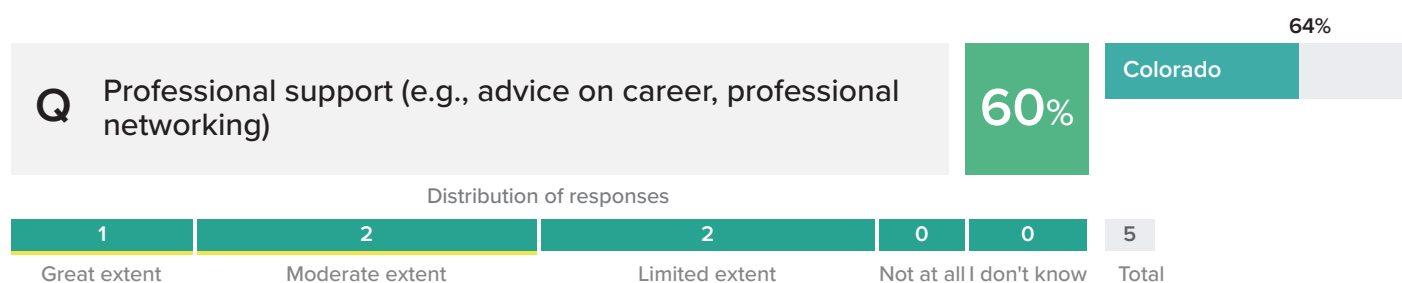 64%
Q
Professional support (e.g., advice on career, professional
networking)
60%
Colorado
Distribution of responses
1 2 2 0 0 5
Great extent Moderate extent Limited extent Not at all I don't know Total